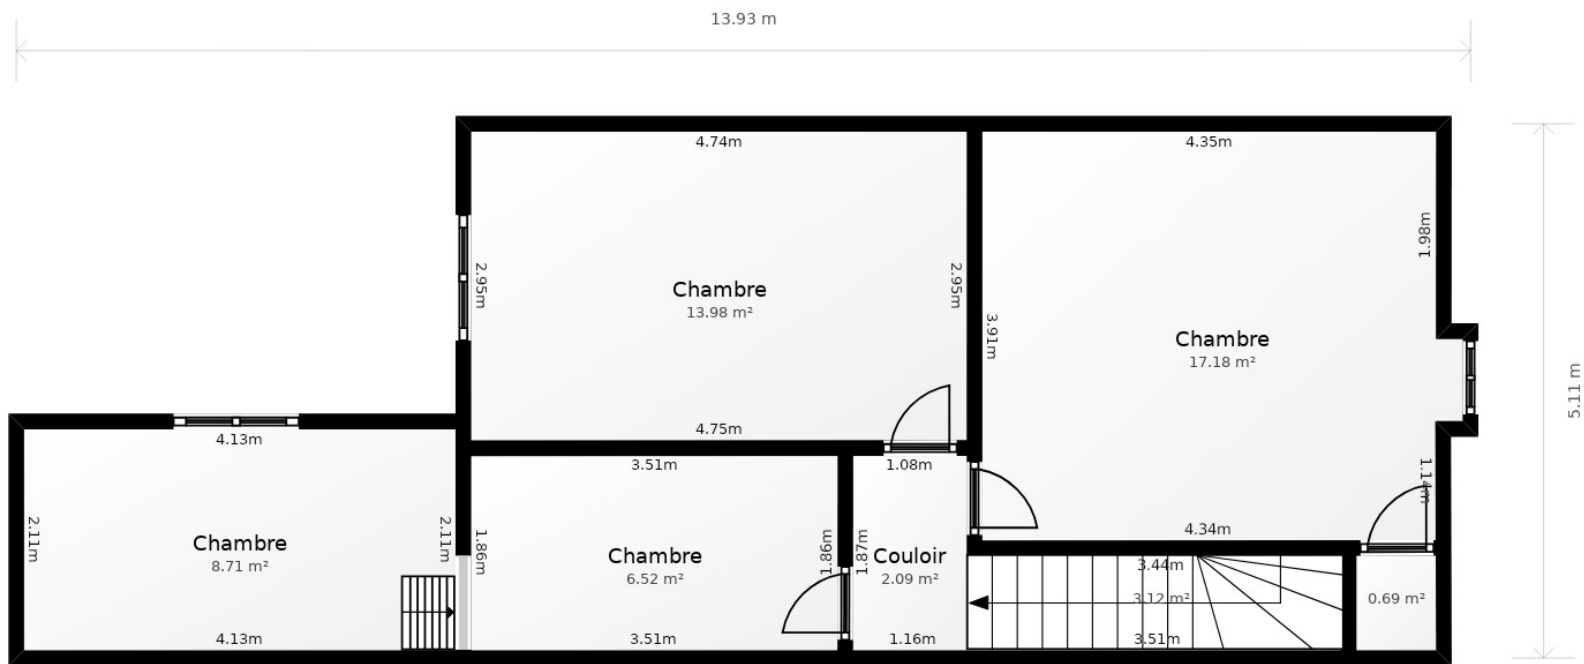 13.93 m
4.74m
4.35m
1.98m
2.95m
2.95m
Chambre
13.98 m²
3.91m
Chambre
17.18 m²
5.11 m
4.75m
4.13m
3.51m
1.08m
1.14m
2.11m
Chambre
8.71 m²
2.11m
1.86m
Chambre
6.52 m²
1.86m
1.87m
Couloir
2.09 m²
4.34m
3.44m
3.12 m²
0.69 m²
4.13m
3.51m
1.16m
3.51m